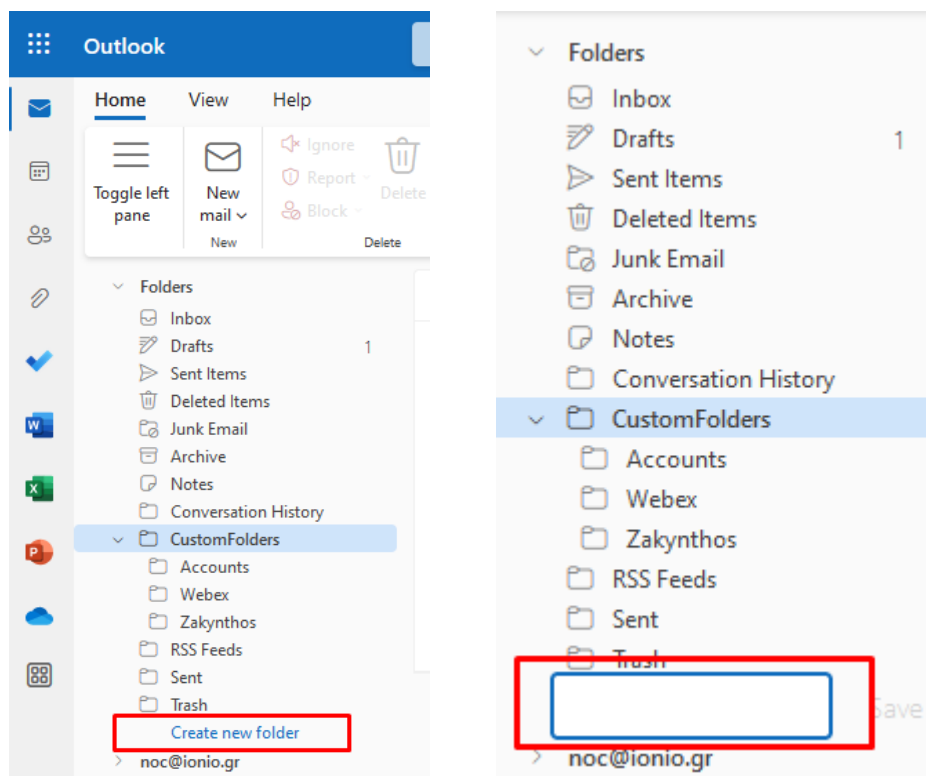 Outlook
Home View Help
Toggle left pane
New mail
New
Ignore
Report
Block
Delete
Delete
Folders
Inbox
Drafts 1
Sent Items
Deleted Items
Junk Email
Archive
Notes
Conversation History
CustomFolders
Accounts
Webex
Zakynthos
RSS Feeds
Sent
Trash
Create new folder
noc@ionio.gr
Folders
Inbox
Drafts 1
Sent Items
Deleted Items
Junk Email
Archive
Notes
Conversation History
CustomFolders
Accounts
Webex
Zakynthos
RSS Feeds
Sent
Trash
Save
noc@ionio.gr